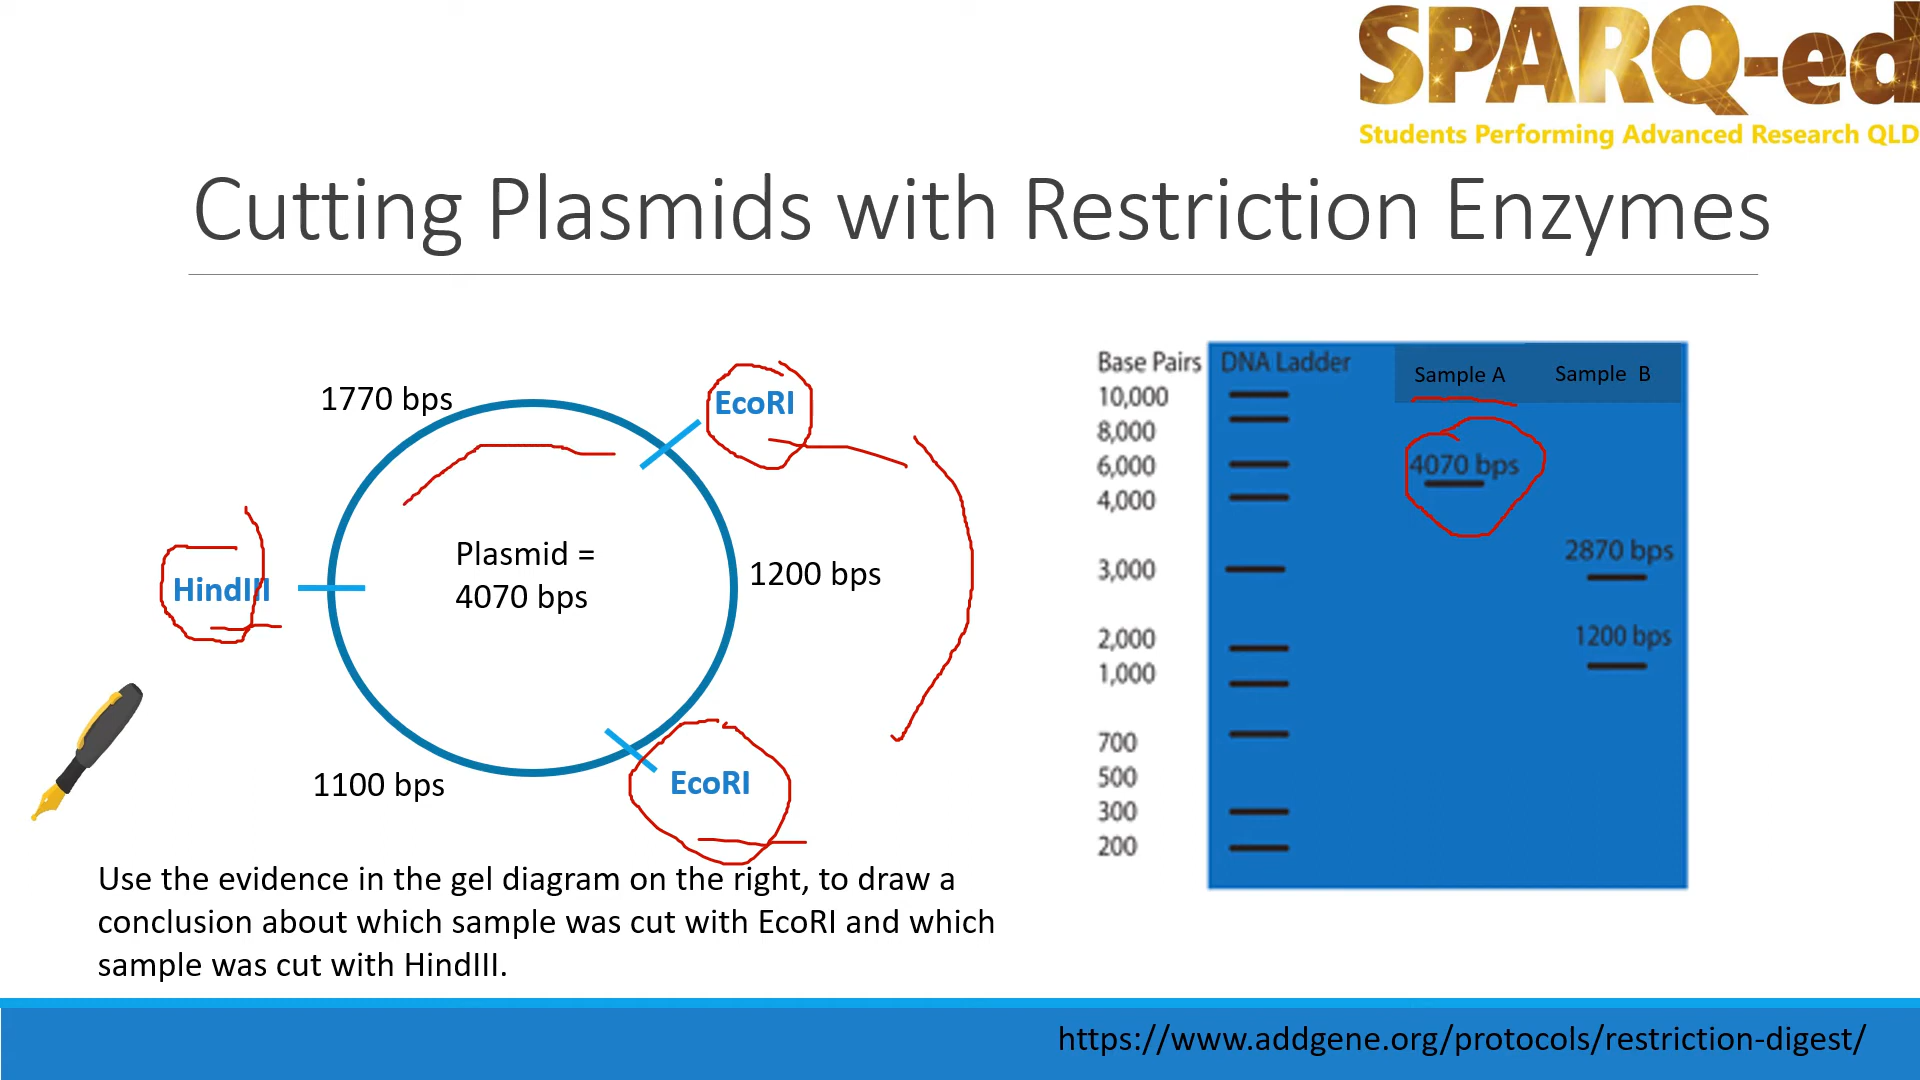 SPARQ-ed
Students Performing Advanced Research QLD
Cutting Plasmids with Restriction Enzymes
1770 bps
EcoRI
HindIII
Plasmid =
4070 bps
1200 bps
EcoRI
1100 bps
Base Pairs
10,000
8,000
6,000
4,000
3,000
2,000
1,000
700
500
300
200
DNA Ladder
Sample A
4070 bps
Sample B
2870 bps
1200 bps
Use the evidence in the gel diagram on the right, to draw a
conclusion about which sample was cut with EcoRI and which
sample was cut with HindIII.
https://www.addgene.org/protocols/restriction-digest/